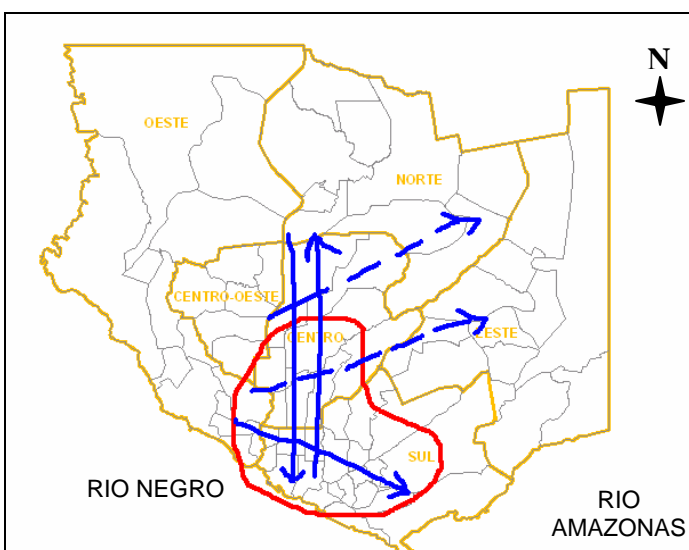 N
OESTE
NORTE
CENTRO-OESTE
CENTRO
LESTE
SUL
RIO NEGRO
RIO
AMAZONAS